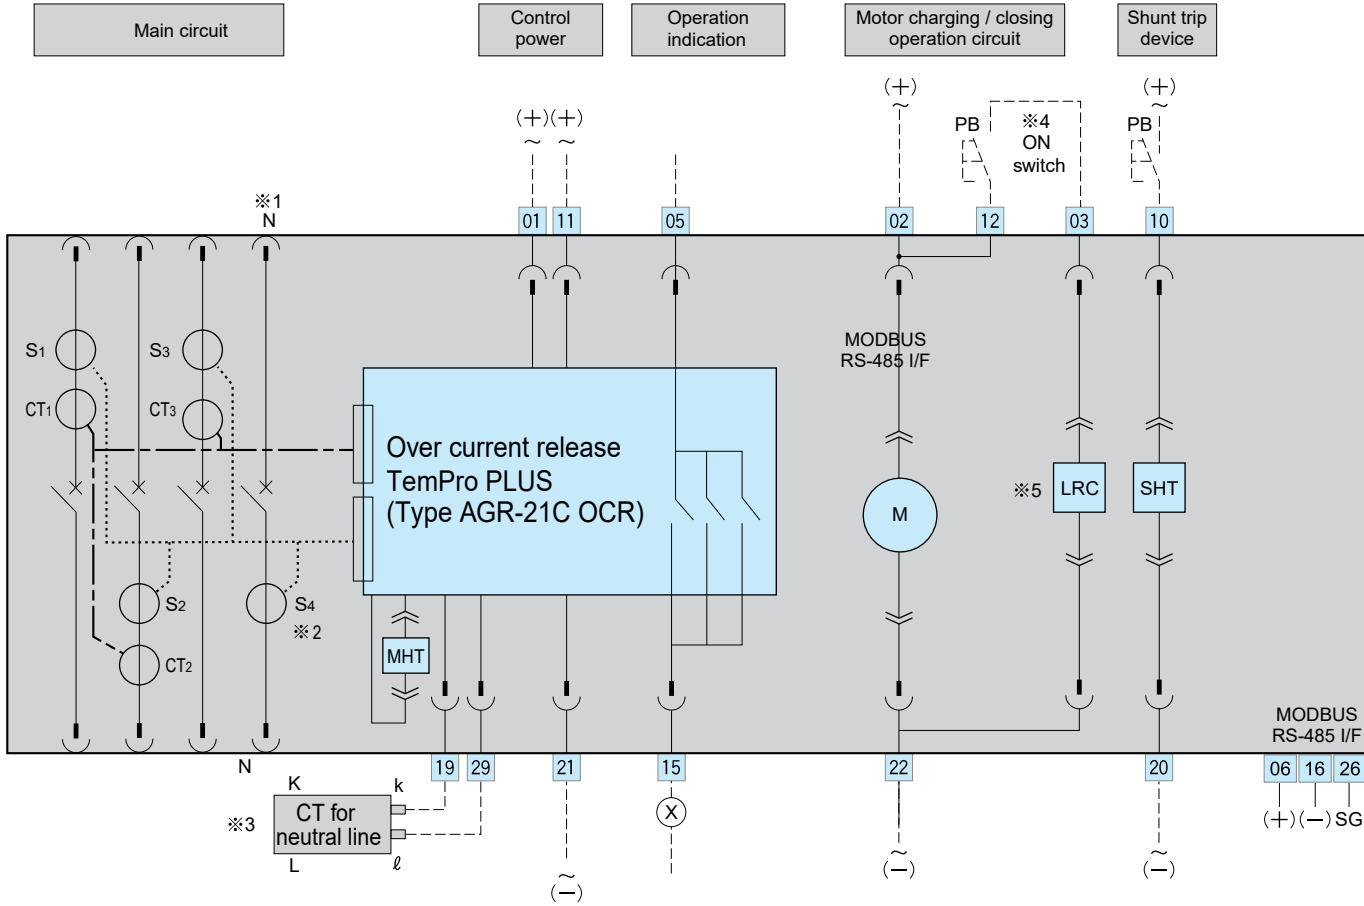 Main circuit
Control
power
Operation
indication
Motor charging / closing
operation circuit
Shunt trip
device
(+)(+)
∼ ∼
(+)
∼
PB
※4
ON
switch
(+)
∼
PB
※1
N
01 11 05 02 12 03 10
MODBUS
RS-485 I/F
S1 S3
CT1 CT3
Over current release
TemPro PLUS
(Type AGR-21C OCR)
M
※5 LRC SHT
S2 S4
※2
CT2
MHT
MODBUS
RS-485 I/F
N
19 29 21 15 22 20 06 16 26
(+) (−) SG
K k
※3
CT for
neutral line
L ℓ
X
∼
(−)
∼
(−)
∼
(−)